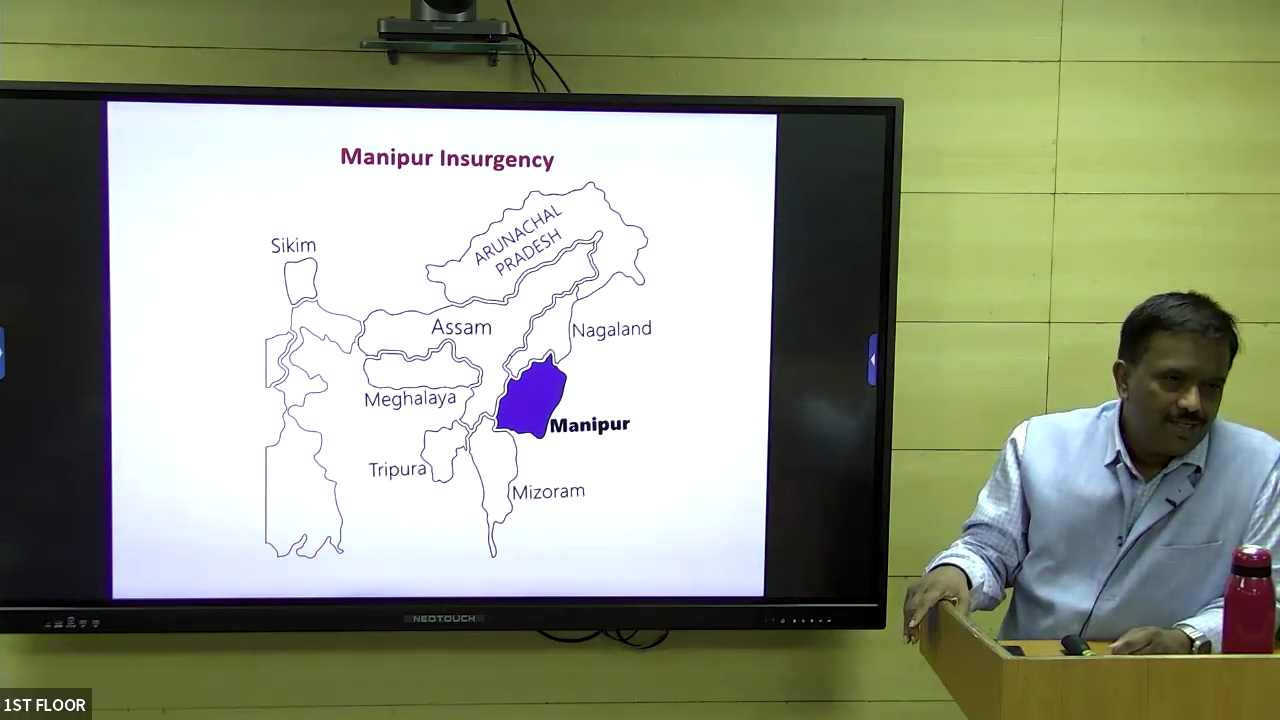 Manipur Insurgency
Sikim
ARUNACHAL
PRADESH
Assam
Nagaland
Meghalaya
Manipur
Tripura
Mizoram
NEOTOUCH
1ST FLOOR